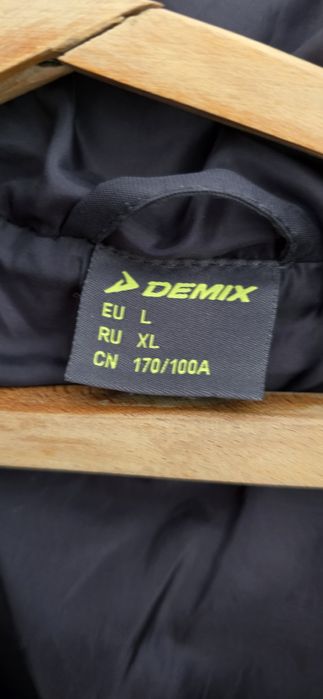 DEMIX
EU L
RU XL
CN 170/100A